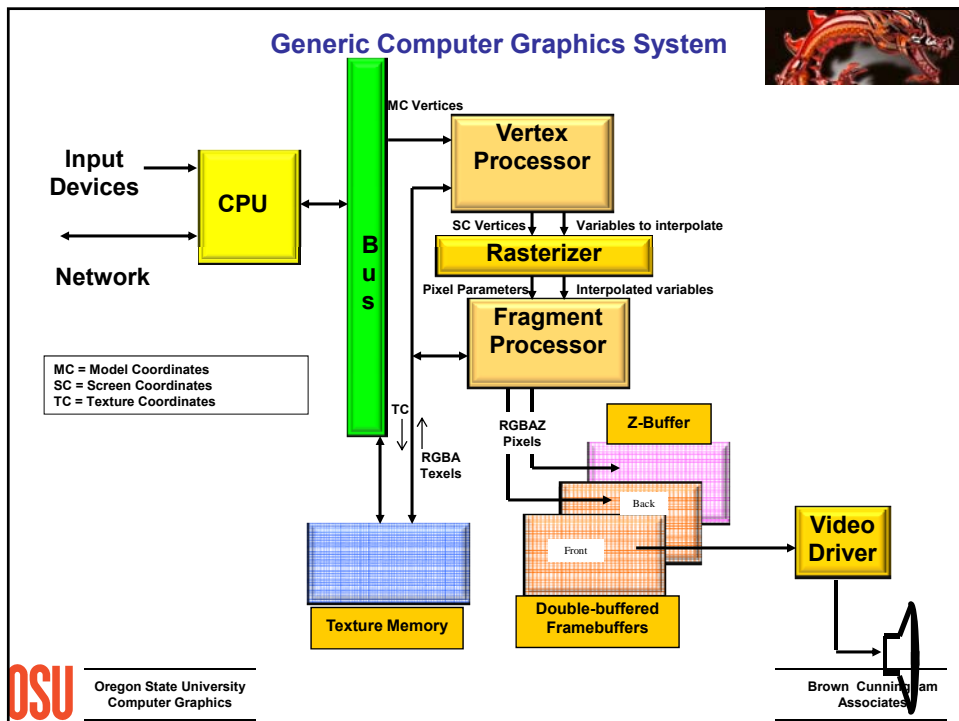 Generic Computer Graphics System
MC Vertices
Vertex
Processor
Input
Devices
CPU
SC Vertices
Variables to interpolate
B
u
s
Rasterizer
Network
Pixel Parameters
Interpolated variables
Fragment
Processor
MC = Model Coordinates
SC = Screen Coordinates
TC = Texture Coordinates
TC
RGBA
Texels
RGBAZ
Pixels
Z-Buffer
Back
Front
Video
Driver
Texture Memory
Double-buffered
Framebuffers
OSU
Oregon State University
Computer Graphics
Brown Cunningham
Associates